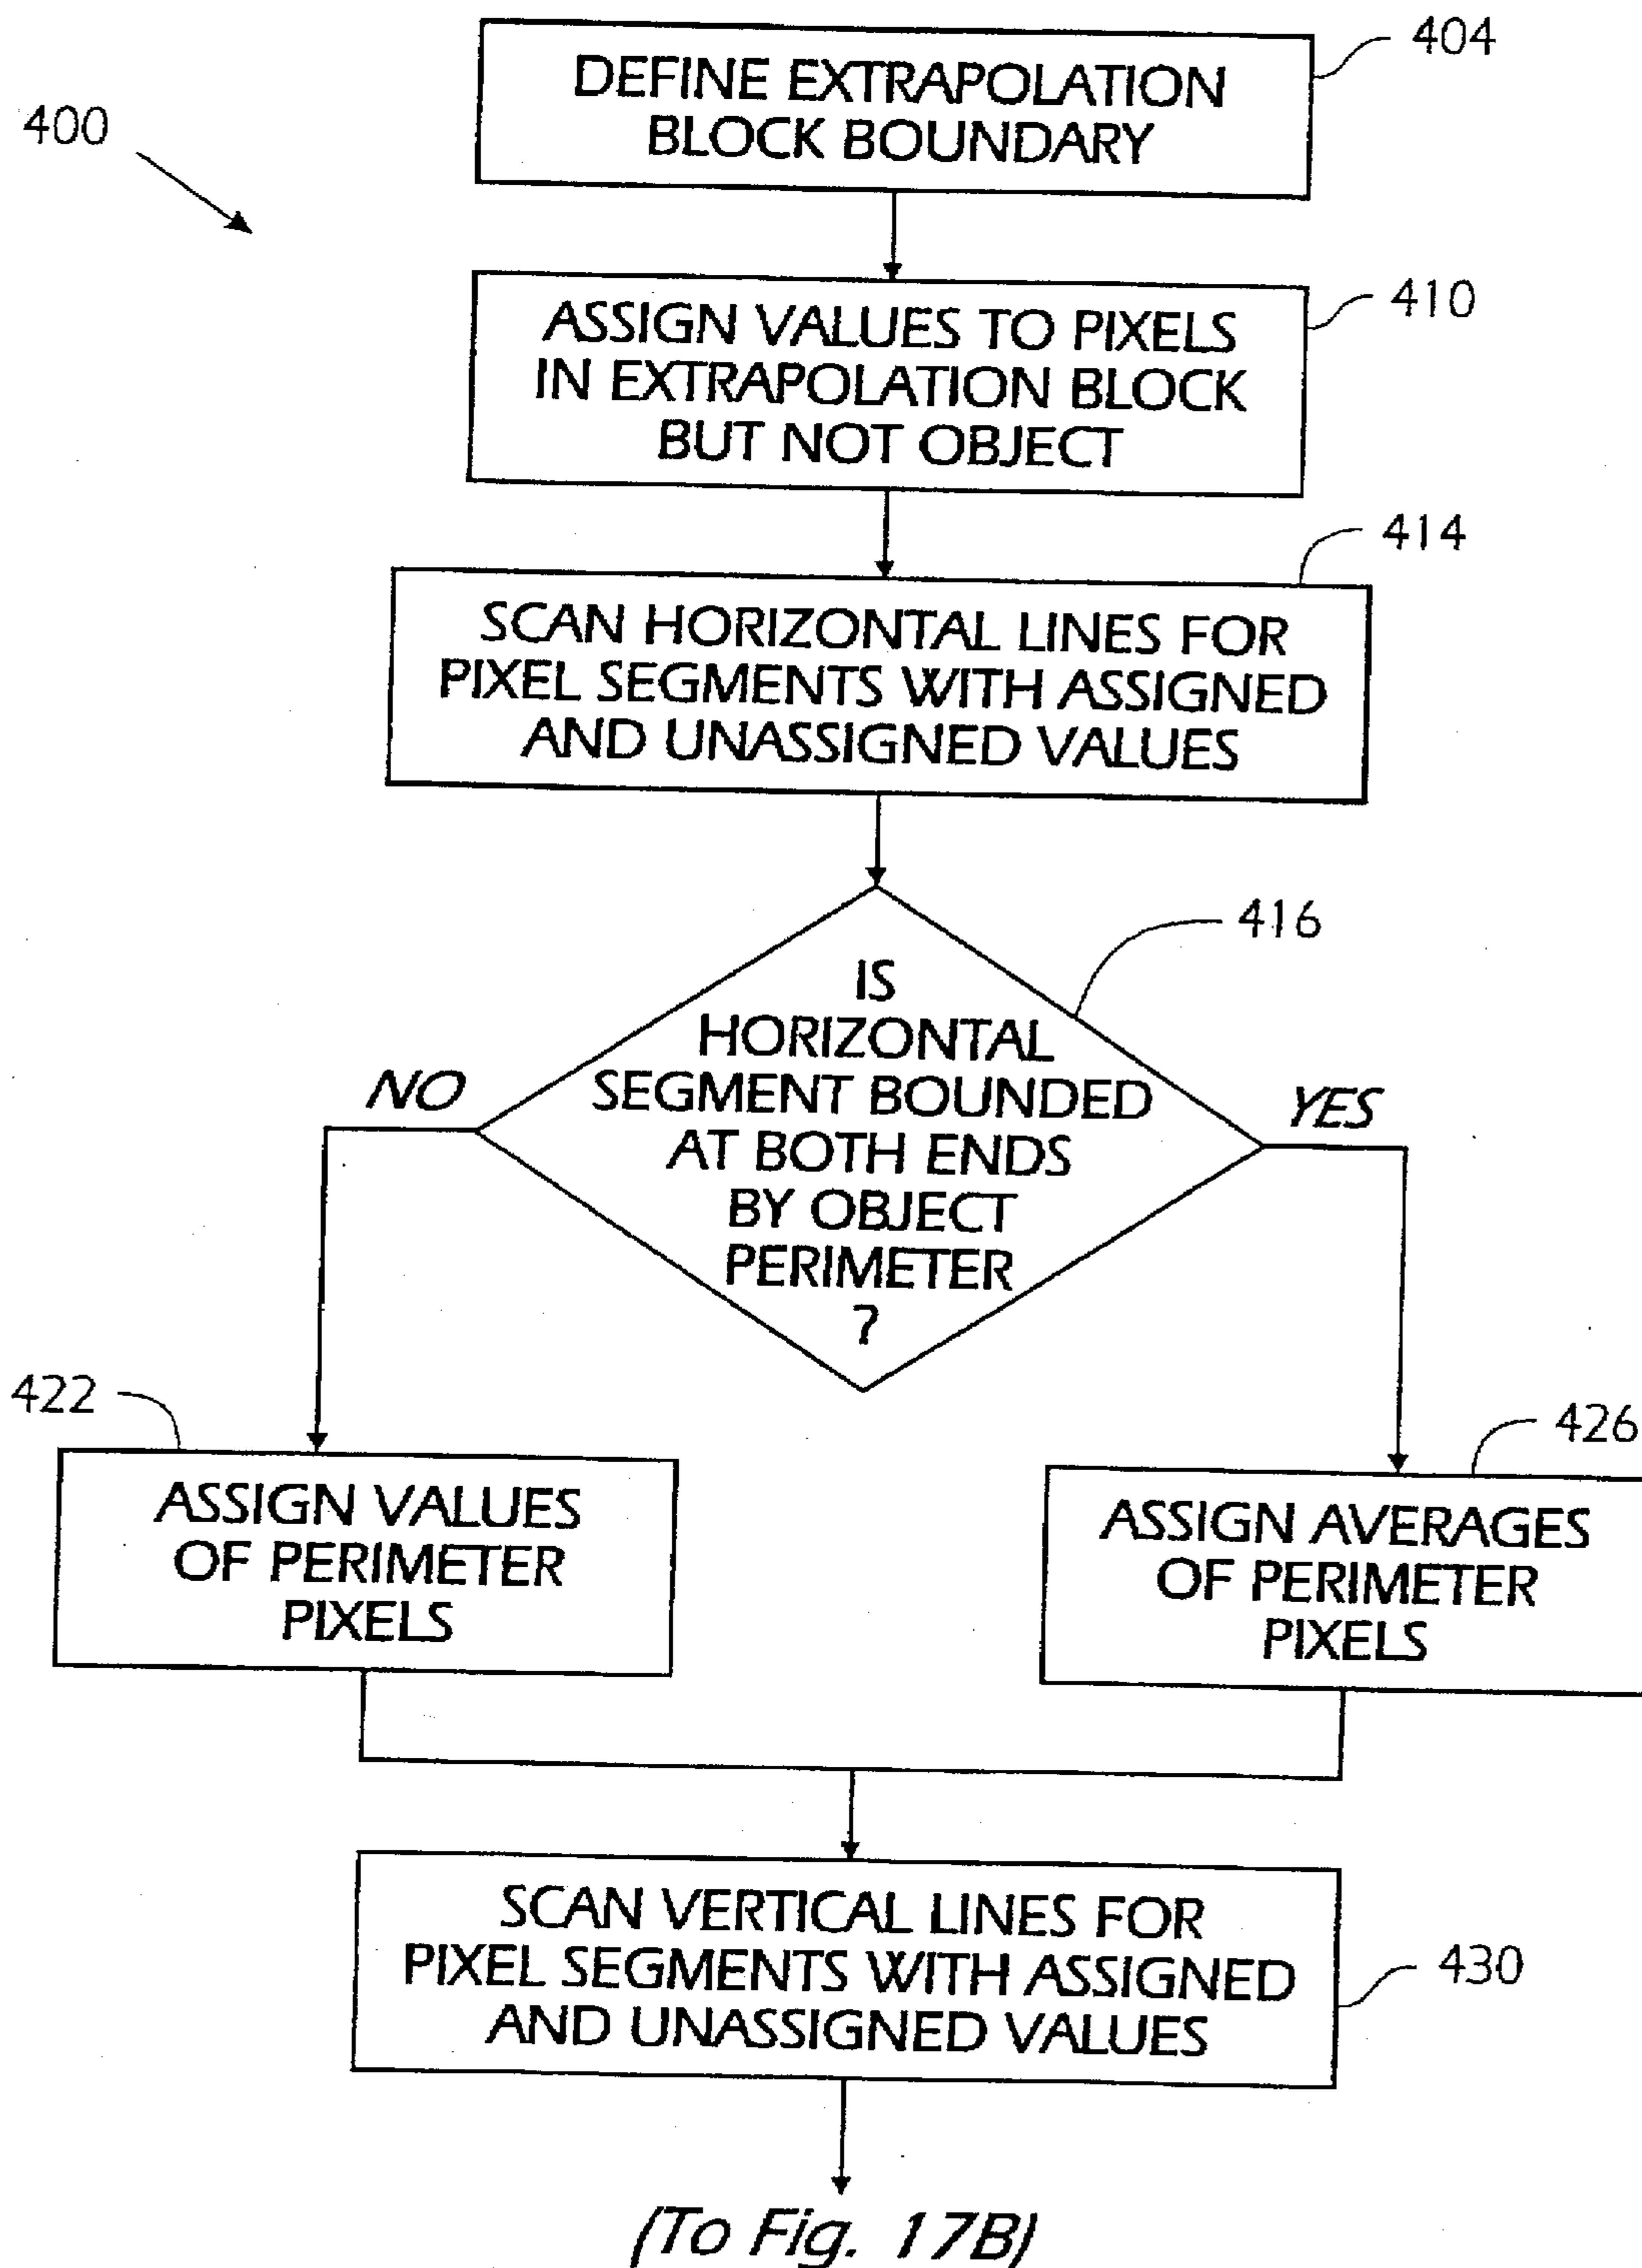 404
DEFINE EXTRAPOLATION
BLOCK BOUNDARY
400
410
ASSIGN VALUES TO PIXELS
IN EXTRAPOLATION BLOCK
BUT NOT OBJECT
414
SCAN HORIZONTAL LINES FOR
PIXEL SEGMENTS WITH ASSIGNED
AND UNASSIGNED VALUES
416
IS
HORIZONTAL
SEGMENT BOUNDED
AT BOTH ENDS
BY OBJECT
PERIMETER
?
NO
YES
422
ASSIGN VALUES
OF PERIMETER
PIXELS
426
ASSIGN AVERAGES
OF PERIMETER
PIXELS
SCAN VERTICAL LINES FOR
PIXEL SEGMENTS WITH ASSIGNED
AND UNASSIGNED VALUES
430
(To Fig. 17B)